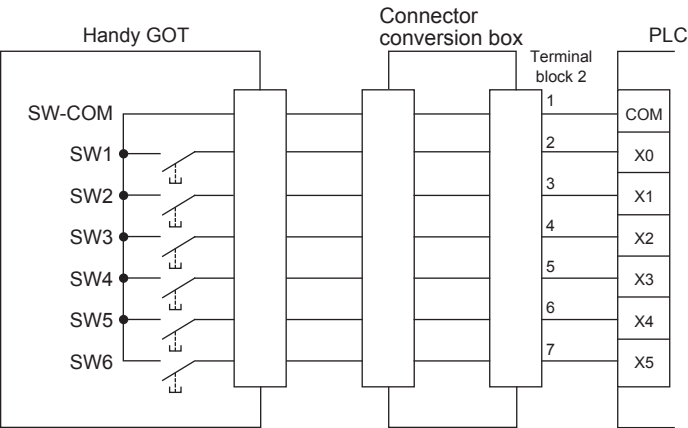 Handy GOT
Connector
conversion box
PLC
Terminal
block 2
SW-COM
1
COM
SW1
2
X0
SW2
3
X1
SW3
4
X2
SW4
5
X3
SW5
6
X4
SW6
7
X5